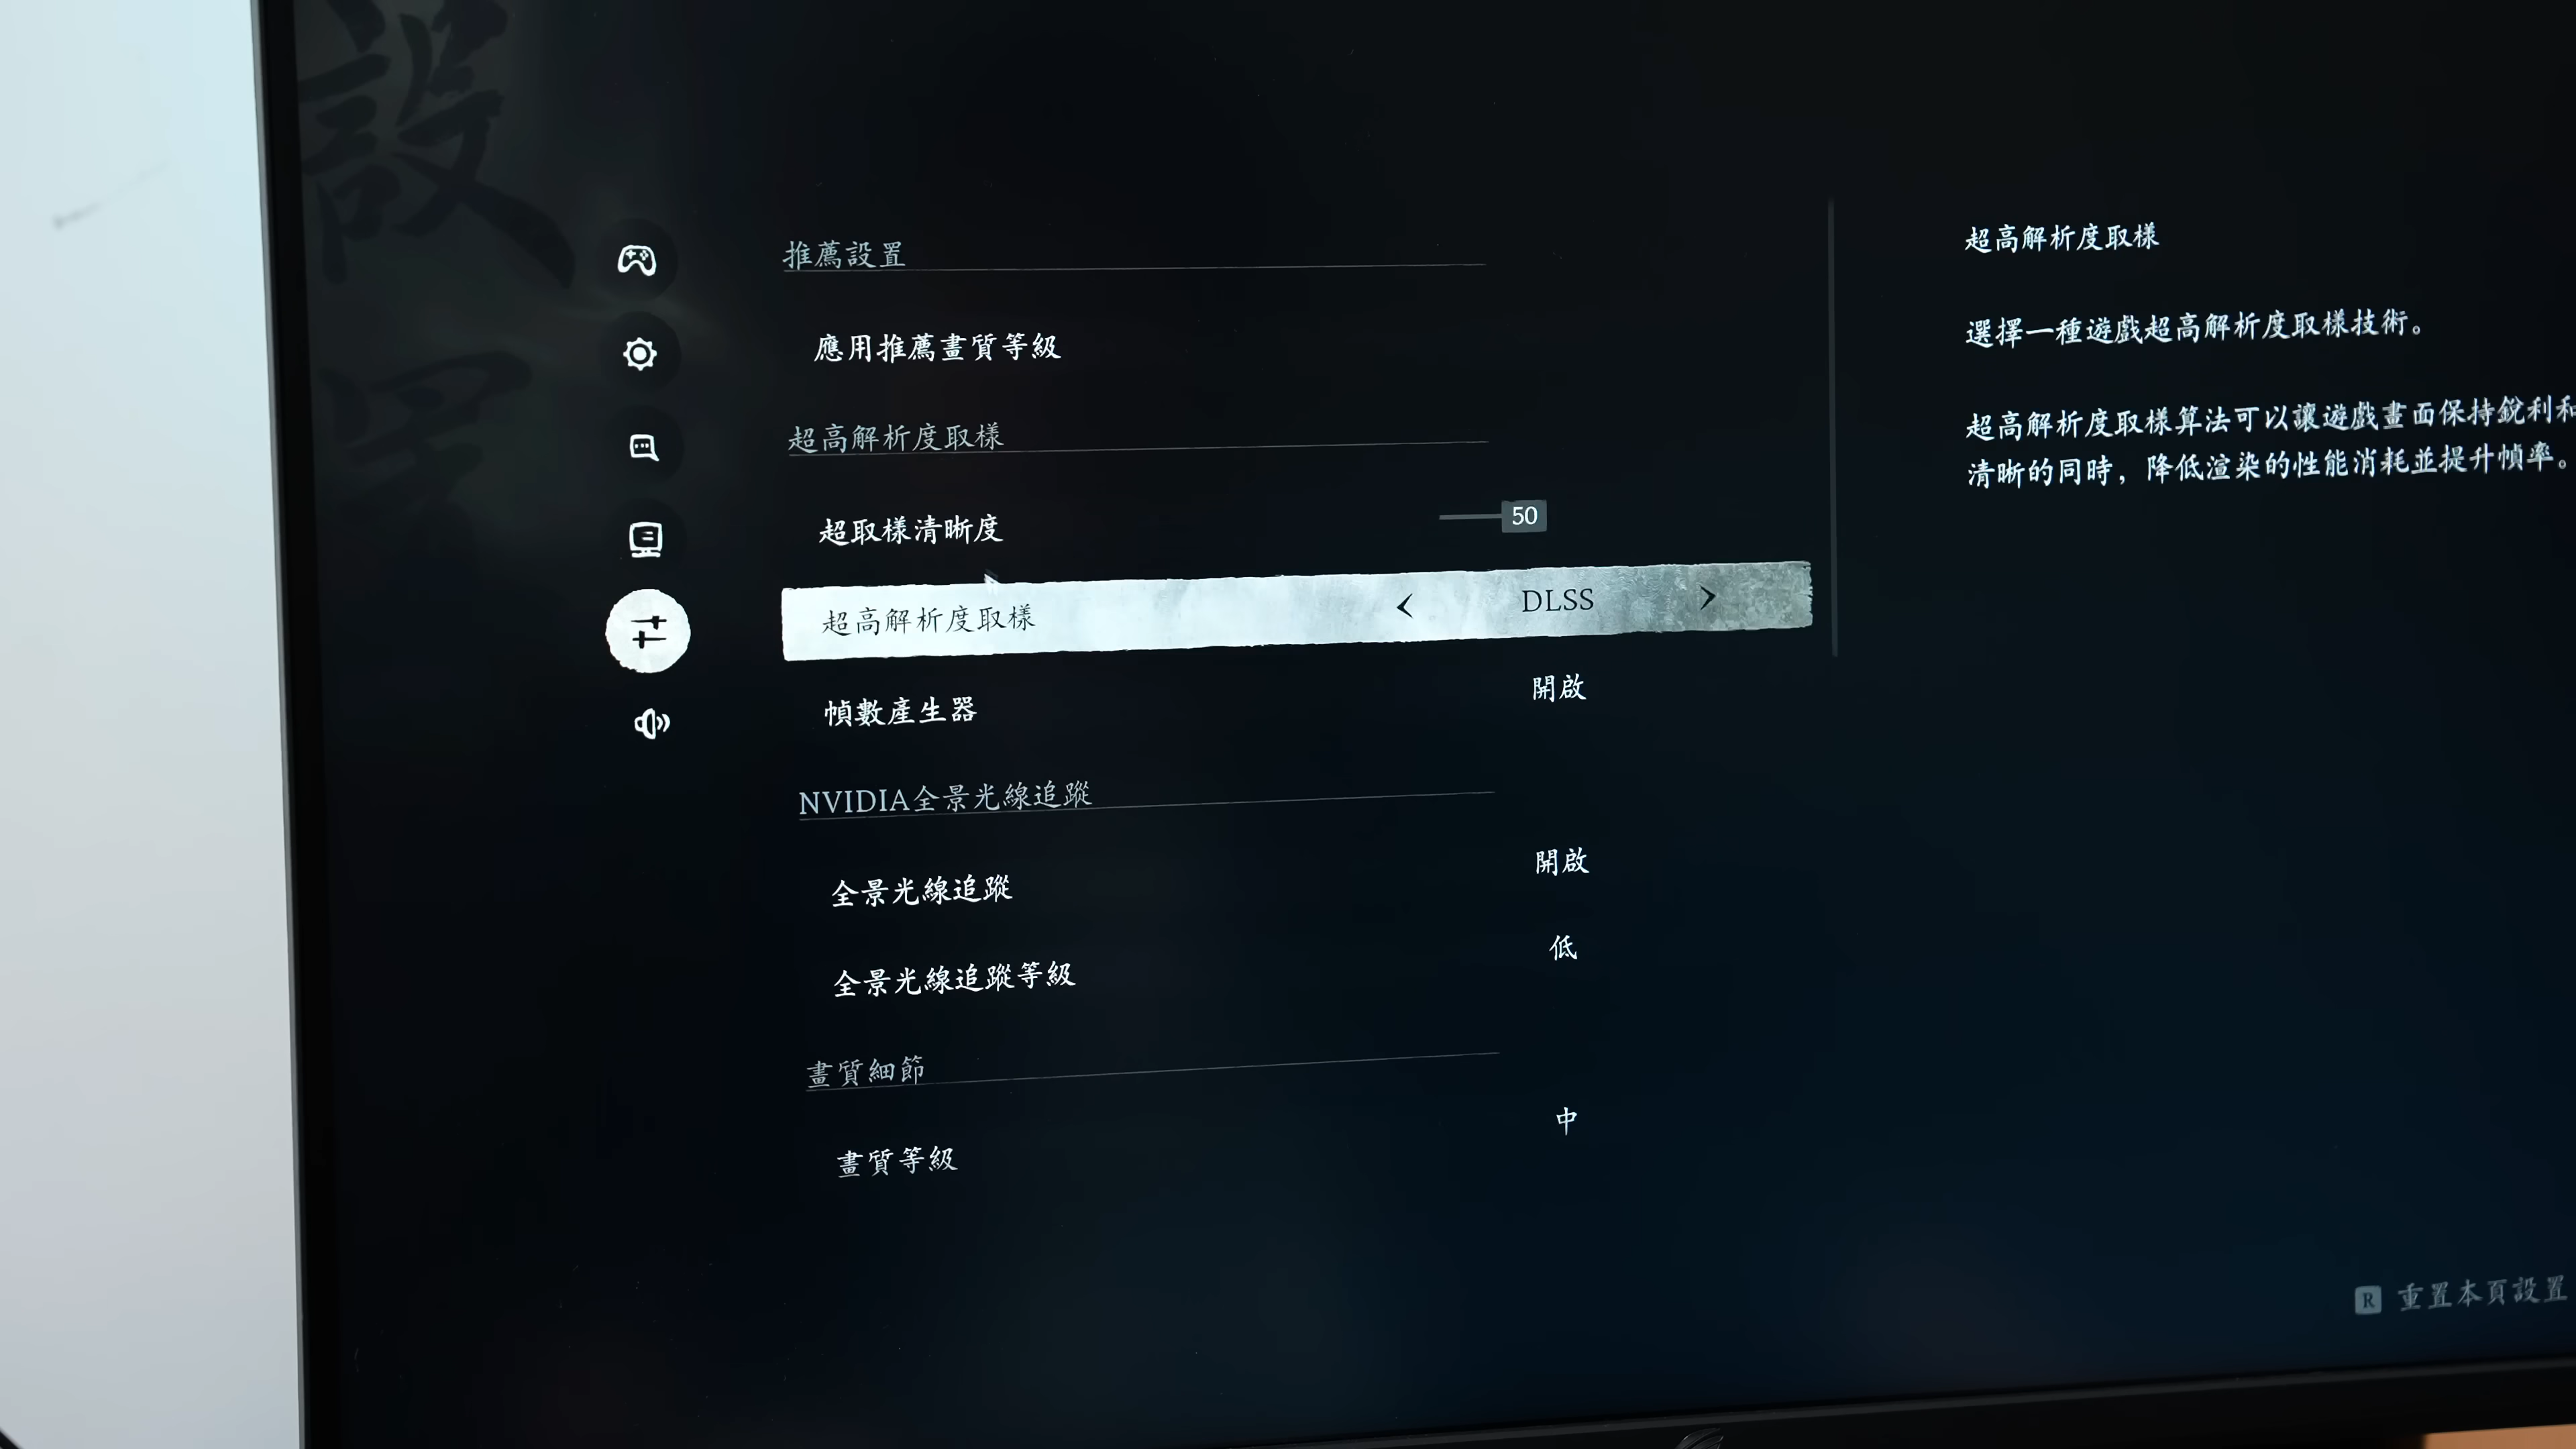 設置
推薦設置
應用推薦畫質等級
超高解析度取樣
超取樣清晰度 50
超高解析度取樣 DLSS
幀數產生器 開啟
NVIDIA全景光線追蹤
全景光線追蹤 開啟
全景光線追蹤等級 低
畫質細節
畫質等級 中
超高解析度取樣
選擇一種遊戲超高解析度取樣技術。
超高解析度取樣算法可以讓遊戲畫面保持銳利和
清晰的同時，降低渲染的性能消耗並提升幀率。
R 重置本頁設置